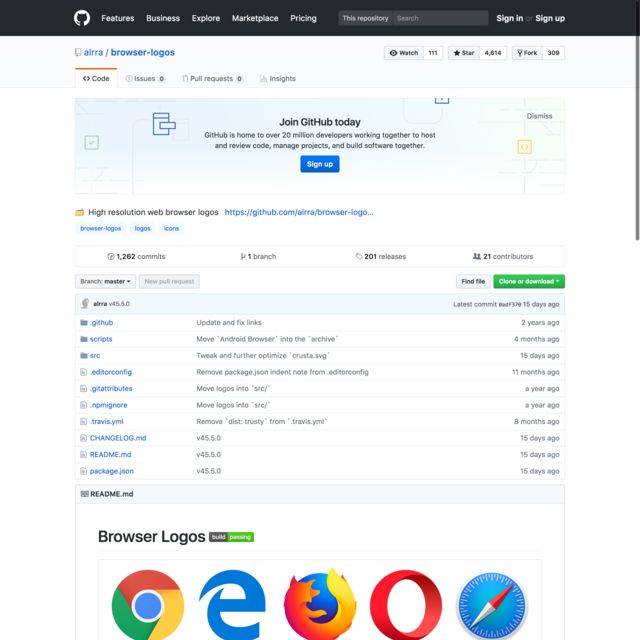 Features Business Explore Marketplace Pricing This repository Search Sign in or Sign up
alrra / browser-logos Watch 111 Star 4,614 Fork 309
Code Issues 0 Pull requests 0 Insights
Join GitHub today
Dismiss
GitHub is home to over 20 million developers working together to host
and review code, manage projects, and build software together.
Sign up
High resolution web browser logos https://github.com/alrra/browser-logo...
browser-logos logos icons
1,262 commits 1 branch 201 releases 21 contributors
Branch: master New pull request Find file Clone or download
alrra v45.5.0 Latest commit 0adf370 15 days ago
.github Update and fix links 2 years ago
scripts Move `Android Browser` into the `archive` 4 months ago
src Tweak and further optimize `crusta.svg` 15 days ago
.editorconfig Remove package.json indent note from .editorconfig 11 months ago
.gitattributes Move logos into `src/` a year ago
.npmignore Move logos into `src/` a year ago
.travis.yml Remove `dist: trusty` from `.travis.yml` 8 months ago
CHANGELOG.md v45.5.0 15 days ago
README.md v45.5.0 15 days ago
package.json v45.5.0 15 days ago
README.md
Browser Logos build passing